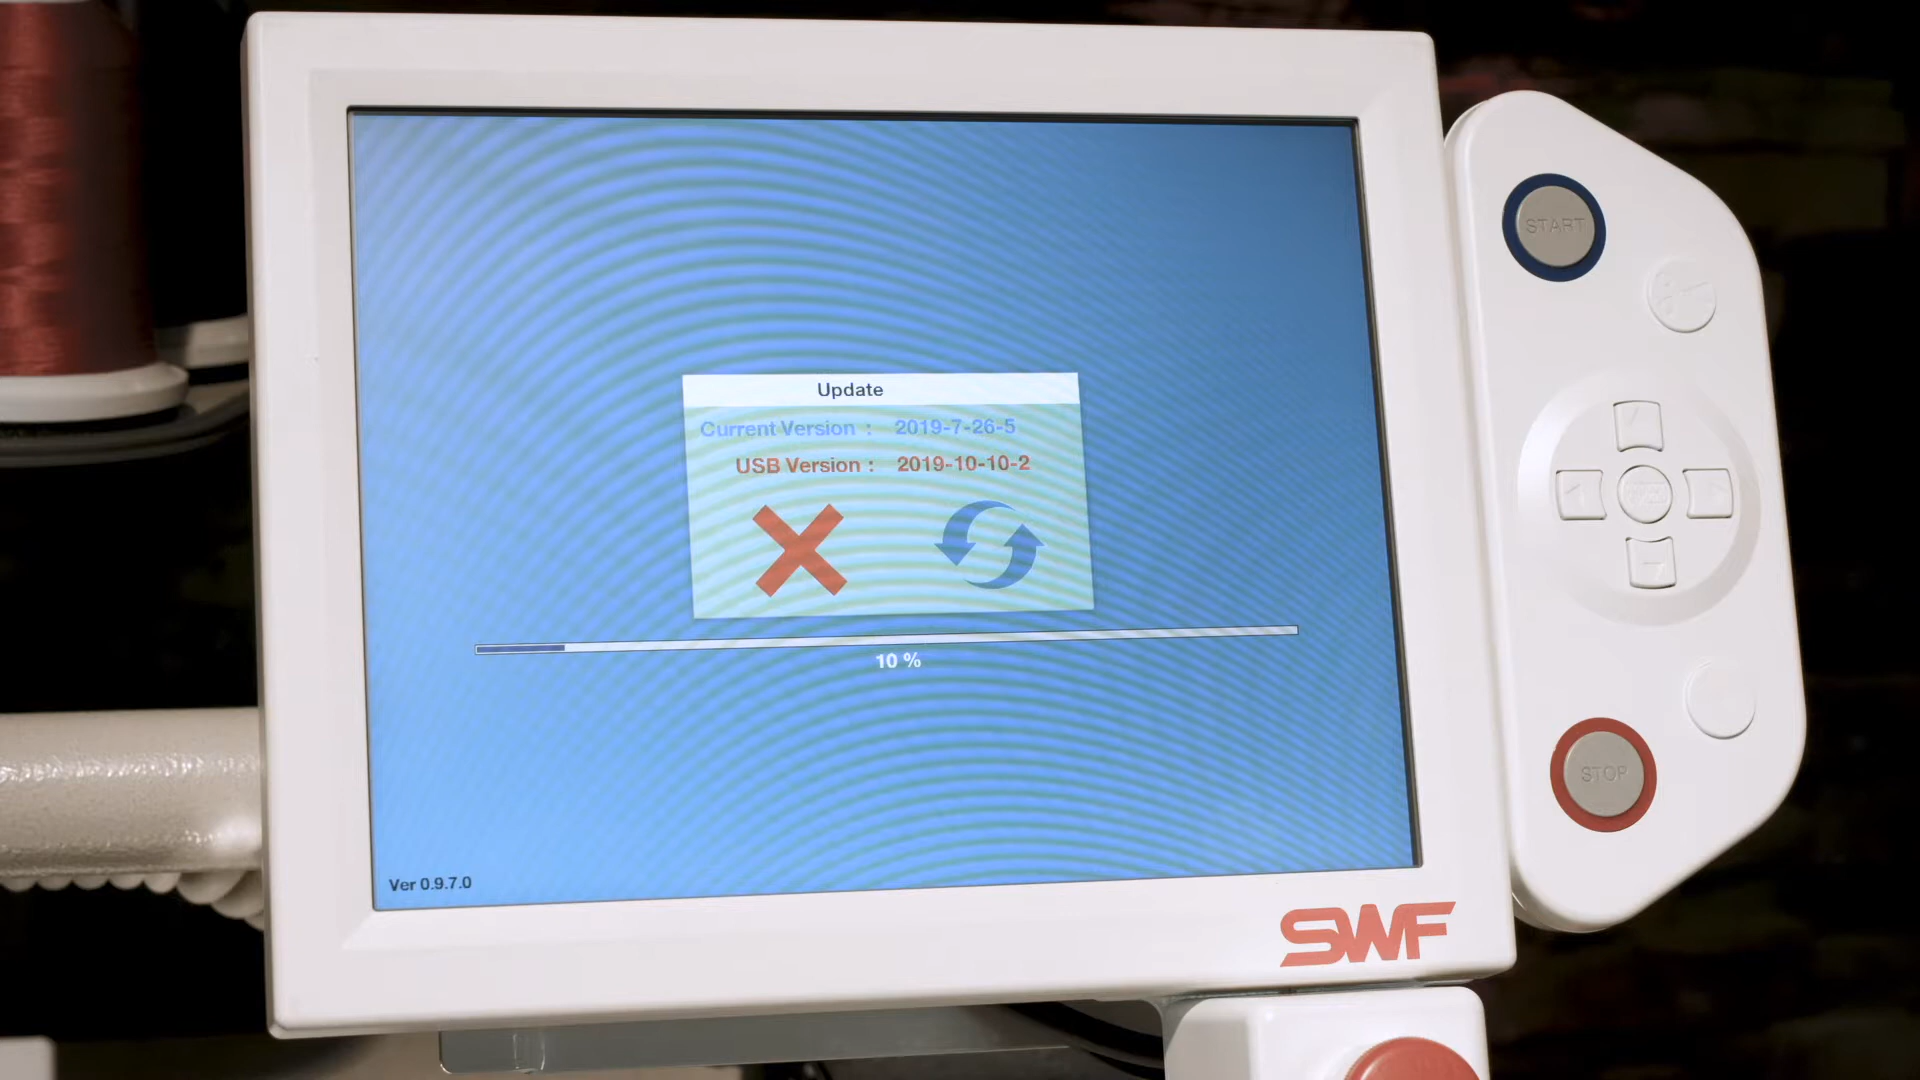 Update
Current Version : 2019-7-26-5
USB Version : 2019-10-10-2
10 %
Ver 0.9.7.0
SWF
START
STOP